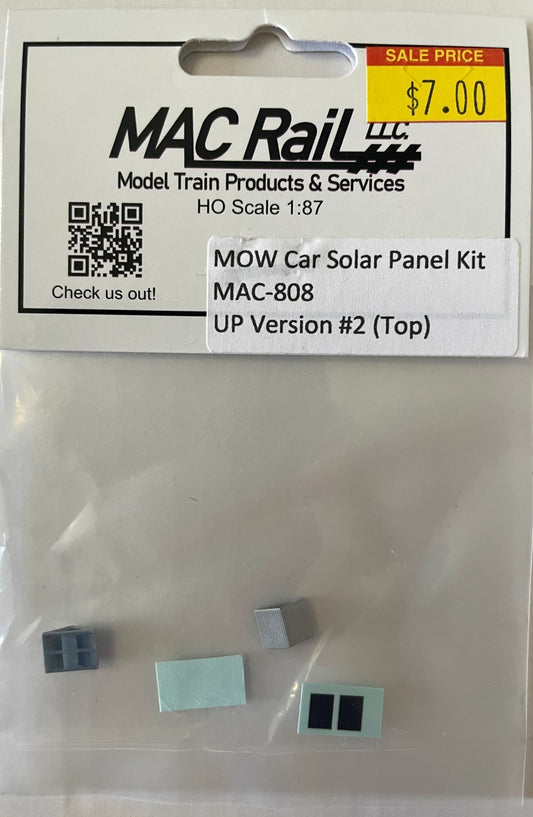 SALE PRICE
$7.00
MAC RaiL LLC.
Model Train Products & Services
HO Scale 1:87
Check us out!
MOW Car Solar Panel Kit
MAC-808
UP Version #2 (Top)